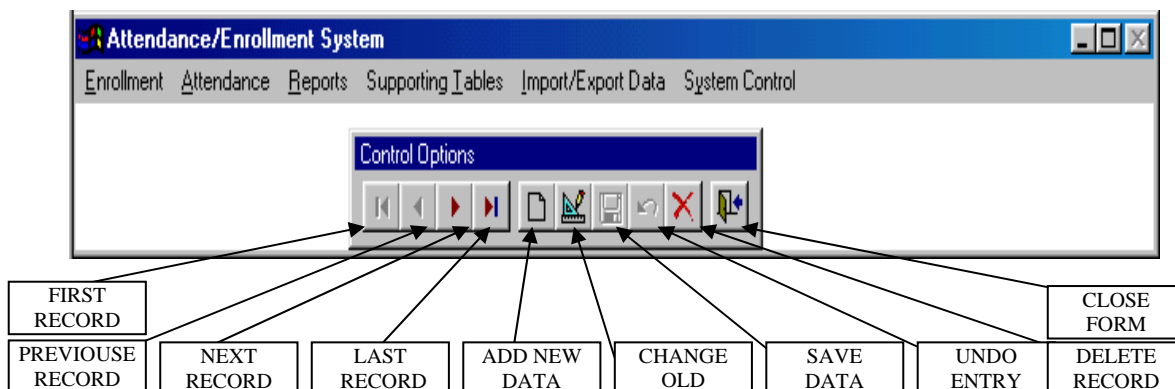 Attendance/Enrollment System
Enrollment Attendance Reports Supporting Tables Import/Export Data System Control
Control Options
FIRST
RECORD
CLOSE
FORM
PREVIOUSE
RECORD
NEXT
RECORD
LAST
RECORD
ADD NEW
DATA
CHANGE
OLD
SAVE
DATA
UNDO
ENTRY
DELETE
RECORD